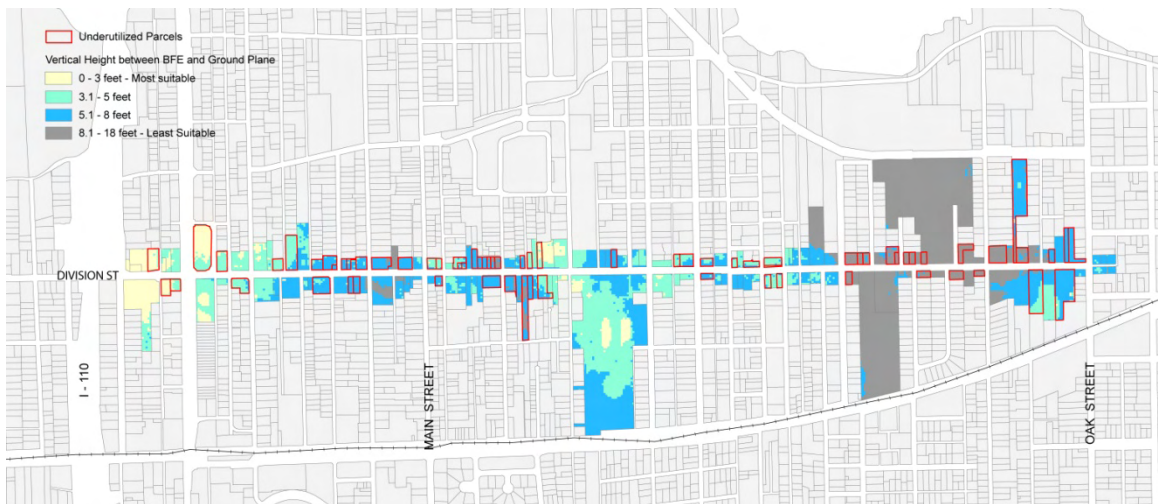 Underutilized Parcels
Vertical Height between BFE and Ground Plane
0 - 3 feet - Most suitable
3.1 - 5 feet
5.1 - 8 feet
8.1 - 18 feet - Least Suitable
DIVISION ST
I - 110
MAIN STREET
OAK STREET